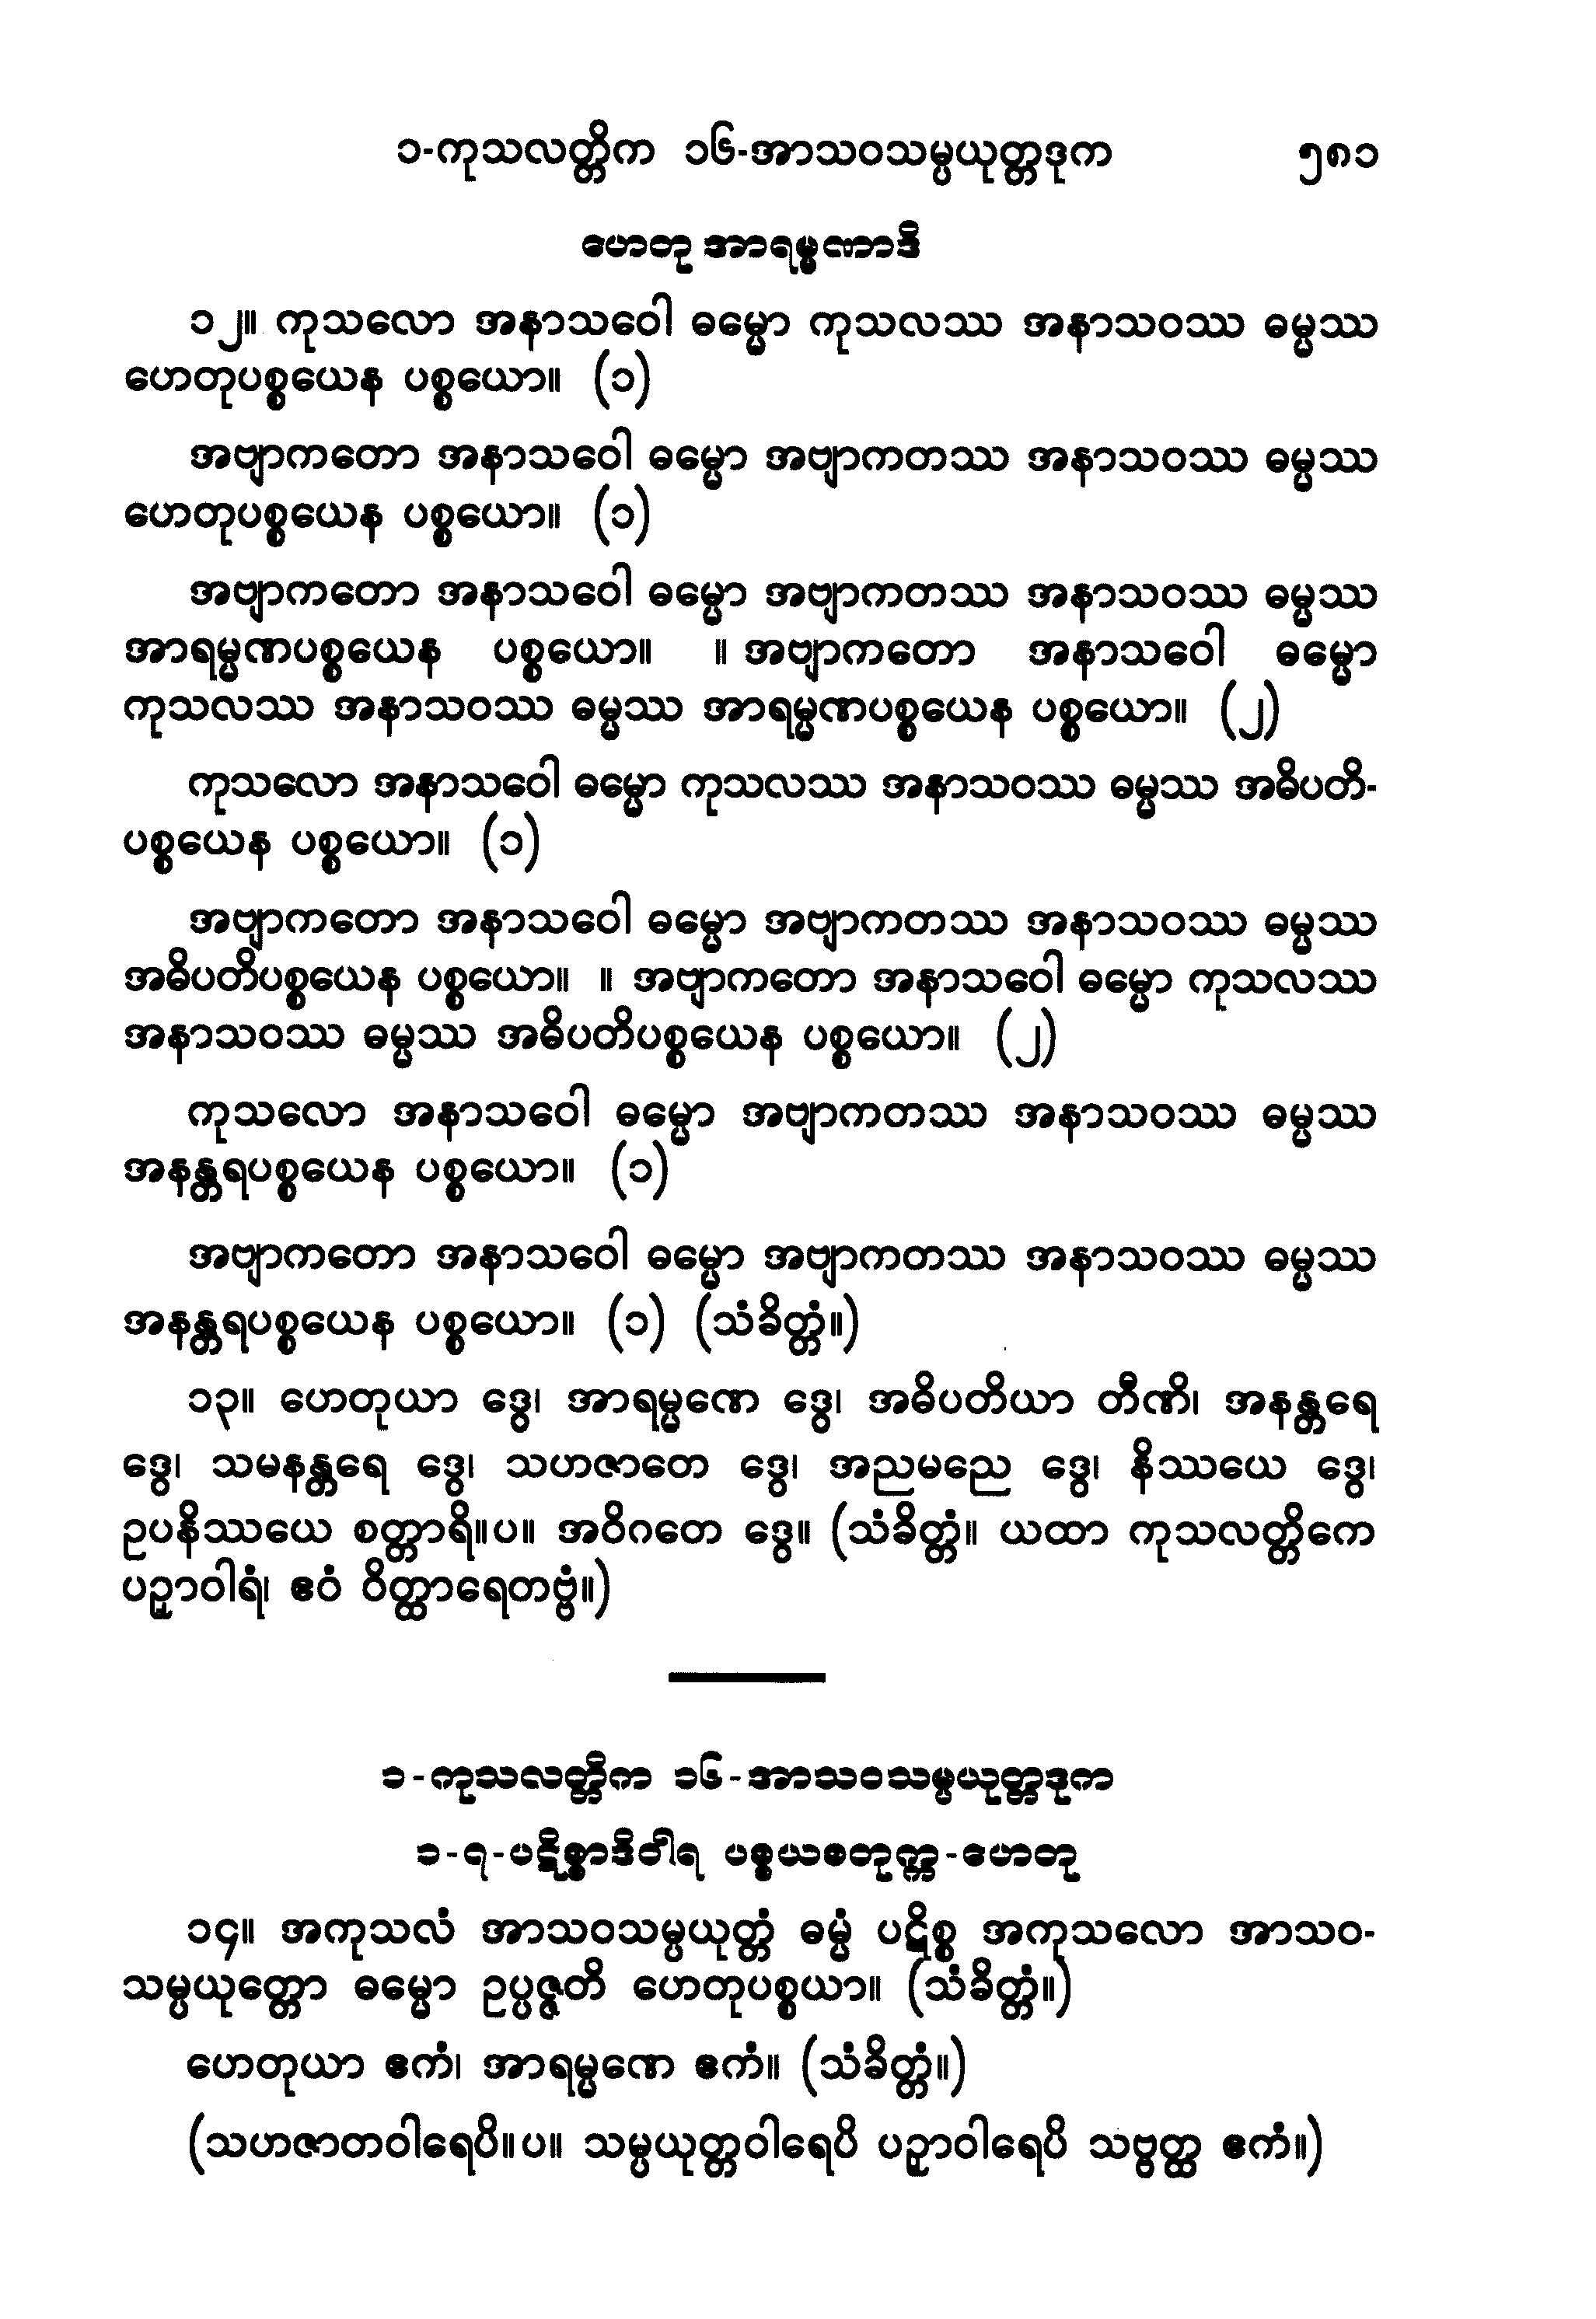 ၁-ကုသလတ္တိက ၁၆-အာသဝသမ္ပယုတ္တဒုက ၅၈၁
ဟေတု အာရမ္မဏာဒိ
၁၂။ ကုသလော အနာသဝေါ ဓမ္မော ကုသလဿ အနာသဝဿ ဓမ္မဿ
ဟေတုပစ္စယေန ပစ္စယော။ (၁)
အဗျာကတော အနာသဝေါ ဓမ္မော အဗျာကတဿ အနာသဝဿ ဓမ္မဿ
ဟေတုပစ္စယေန ပစ္စယော။ (၁)
အဗျာကတော အနာသဝေါ ဓမ္မော အဗျာကတဿ အနာသဝဿ ဓမ္မဿ
အာရမ္မဏပစ္စယေန ပစ္စယော။ ။ အဗျာကတော အနာသဝေါ ဓမ္မော
ကုသလဿ အနာသဝဿ ဓမ္မဿ အာရမ္မဏပစ္စယေန ပစ္စယော။ (၂)
ကုသလော အနာသဝေါ ဓမ္မော ကုသလဿ အနာသဝဿ ဓမ္မဿ အဓိပတိ-
ပစ္စယေန ပစ္စယော။ (၁)
အဗျာကတော အနာသဝေါ ဓမ္မော အဗျာကတဿ အနာသဝဿ ဓမ္မဿ
အဓိပတိပစ္စယေန ပစ္စယော။ ။ အဗျာကတော အနာသဝေါ ဓမ္မော ကုသလဿ
အနာသဝဿ ဓမ္မဿ အဓိပတိပစ္စယေန ပစ္စယော။ (၂)
ကုသလော အနာသဝေါ ဓမ္မော အဗျာကတဿ အနာသဝဿ ဓမ္မဿ
အနန္တရပစ္စယေန ပစ္စယော။ (၁)
အဗျာကတော အနာသဝေါ ဓမ္မော အဗျာကတဿ အနာသဝဿ ဓမ္မဿ
အနန္တရပစ္စယေန ပစ္စယော။ (၁) (သံခိတ္တံ။)
၁၃။ ဟေတုယာ ဒွေ၊ အာရမ္မဏေ ဒွေ၊ အဓိပတိယာ တီဏိ၊ အနန္တရေ
ဒွေ၊ သမနန္တရေ ဒွေ၊ သဟဇာတေ ဒွေ၊ အညမညေ ဒွေ၊ နိဿယေ ဒွေ၊
ဥပနိဿယေ စတ္တာရိ။ပ။ အဝိဂတေ ဒွေ။ (သံခိတ္တံ။ ယထာ ကုသလတ္တိကေ
ပဉှာဝါရံ၊ ဧဝံ ဝိတ္ထာရေတဗ္ဗံ။)
၁-ကုသလတ္တိက ၁၆-အာသဝသမ္ပယုတ္တဒုက
၁-၇-ပဋိစ္စာဒိဝါရ ပစ္စယစတုက္က-ဟေတု
၁၄။ အကုသလံ အာသဝသမ္ပယုတ္တံ ဓမ္မံ ပဋိစ္စ အကုသလော အာသဝ-
သမ္ပယုတ္တော ဓမ္မော ဥပ္ပဇ္ဇတိ ဟေတုပစ္စယာ။ (သံခိတ္တံ။)
ဟေတုယာ ဧကံ၊ အာရမ္မဏေ ဧကံ။ (သံခိတ္တံ။)
(သဟဇာတဝါရေပိ။ပ။ သမ္ပယုတ္တဝါရေပိ ပဉှာဝါရေပိ သဗ္ဗတ္ထ ဧကံ။)